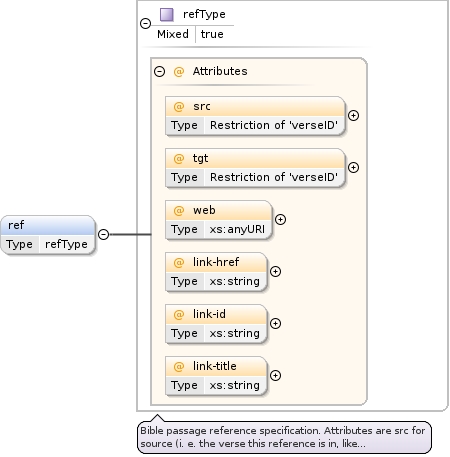 refType
Mixed true
@ Attributes
@ src
Type Restriction of 'verseID'
@ tgt
Type Restriction of 'verseID'
@ web
Type xs:anyURI
ref
Type refType
@ link-href
Type xs:string
@ link-id
Type xs:string
@ link-title
Type xs:string
Bible passage reference specification. Attributes are src for
source (i. e. the verse this reference is in, like...